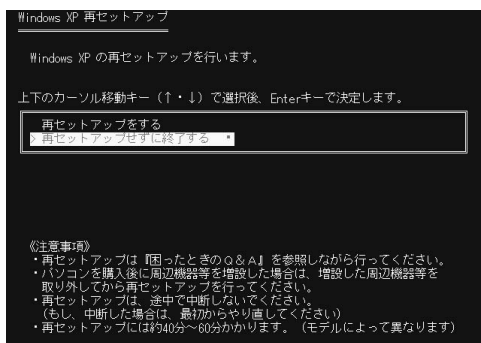 Windows XP 再セットアップ
Windows XP の再セットアップを行います。
上下のカーソル移動キー（↑・↓）で選択後、Enterキーで決定します。
再セットアップをする
> 再セットアップせずに終了する ・
《注意事項》
・再セットアップは『困ったときのＱ＆Ａ』を参照しながら行ってください。
・パソコンを購入後に周辺機器等を増設した場合は、増設した周辺機器を
取り外してから再セットアップを行ってください。
・再セットアップは、途中で中断しないでください。
（もし、中断した場合は、最初からやり直してください）
・再セットアップには約40分～60分かかります。（モデルによって異なります）